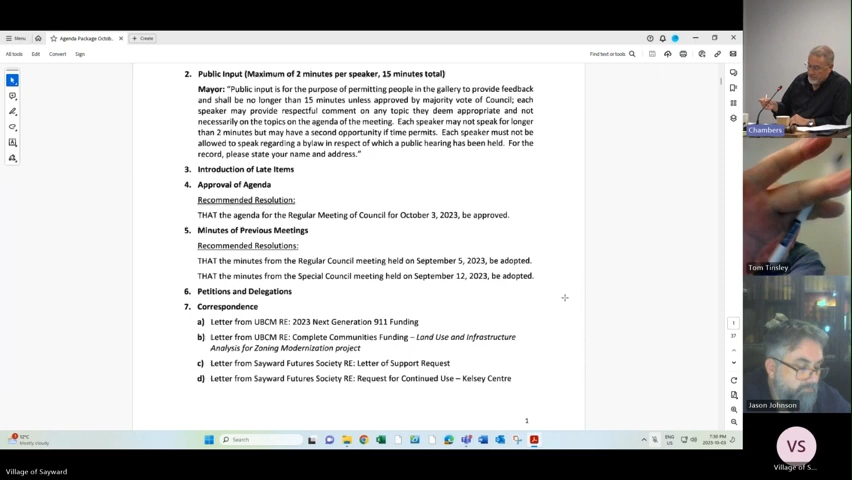 Menu
Agenda Package Octob...
Create
All tools
Edit
Convert
Sign
Find text or tools
2. Public Input (Maximum of 2 minutes per speaker, 15 minutes total)
Mayor: “Public input is for the purpose of permitting people in the gallery to provide feedback
and shall be no longer than 15 minutes unless approved by majority vote of Council; each
speaker may provide respectful comment on any topic they deem appropriate and not
necessarily on the topics on the agenda of the meeting. Each speaker may not speak for longer
than 2 minutes but may have a second opportunity if time permits. Each speaker must not be
allowed to speak regarding a bylaw in respect of which a public hearing has been held. For the
record, please state your name and address.”
3. Introduction of Late Items
4. Approval of Agenda
Recommended Resolution:
THAT the agenda for the Regular Meeting of Council for October 3, 2023, be approved.
5. Minutes of Previous Meetings
Recommended Resolutions:
THAT the minutes from the Regular Council meeting held on September 5, 2023, be adopted.
THAT the minutes from the Special Council meeting held on September 12, 2023, be adopted.
6. Petitions and Delegations
7. Correspondence
a) Letter from UBCM RE: 2023 Next Generation 911 Funding
b) Letter from UBCM RE: Complete Communities Funding – Land Use and Infrastructure
Analysis for Zoning Modernization project
c) Letter from Sayward Futures Society RE: Letter of Support Request
d) Letter from Sayward Futures Society RE: Request for Continued Use – Kelsey Centre
1
1
37
12°C
Mostly cloudy
Search
ENG
US
7:30 PM
2023-10-03
Chambers
Tom Tinsley
Jason Johnson
VS
Village of S...
Village of Sayward